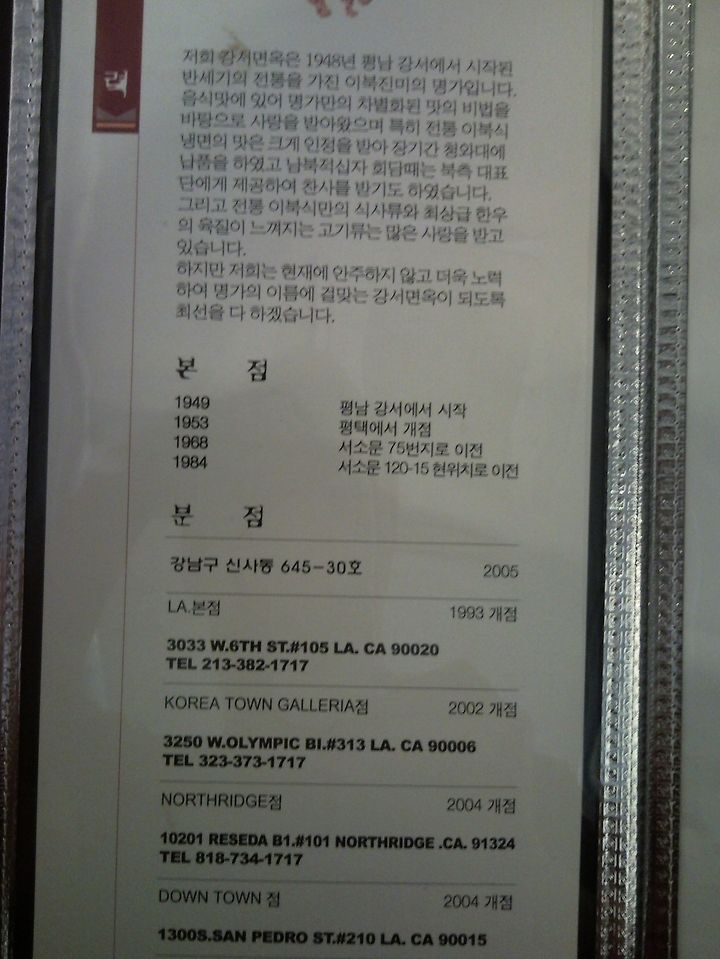 력
저희 강서면옥은 1948년 평남 강서에서 시작된
반세기의 전통을 가진 이북진미의 명가입니다.
음식맛에 있어 명가만의 차별화된 맛의 비법을
바탕으로 사랑을 받아왔으며 특히 전통 이북식
냉면의 맛은 크게 인정을 받아 장기간 청와대에
납품을 하였고 남북적십자 회담때는 북측 대표
단에게 제공하여 찬사를 받기도 하였습니다.
그리고 전통 이북식만의 식사류와 최상급 한우
의 육질이 느껴지는 고기류는 많은 사랑을 받고
있습니다.
하지만 저희는 현재에 안주하지 않고 더욱 노력
하여 명가의 이름에 걸맞는 강서면옥이 되도록
최선을 다 하겠습니다.
본 점
1949 평남 강서에서 시작
1953 평택에서 개점
1968 서소문 75번지로 이전
1984 서소문 120-15 현위치로 이전
분 점
강남구 신사동 645-30호 2005
LA.본점 1993 개점
3033 W.6TH ST.#105 LA. CA 90020
TEL 213-382-1717
KOREA TOWN GALLERIA점 2002 개점
3250 W.OLYMPIC Bl.#313 LA. CA 90006
TEL 323-373-1717
NORTHRIDGE점 2004 개점
10201 RESEDA B1.#101 NORTHRIDGE .CA. 91324
TEL 818-734-1717
DOWN TOWN 점 2004 개점
1300S.SAN PEDRO ST.#210 LA. CA 90015